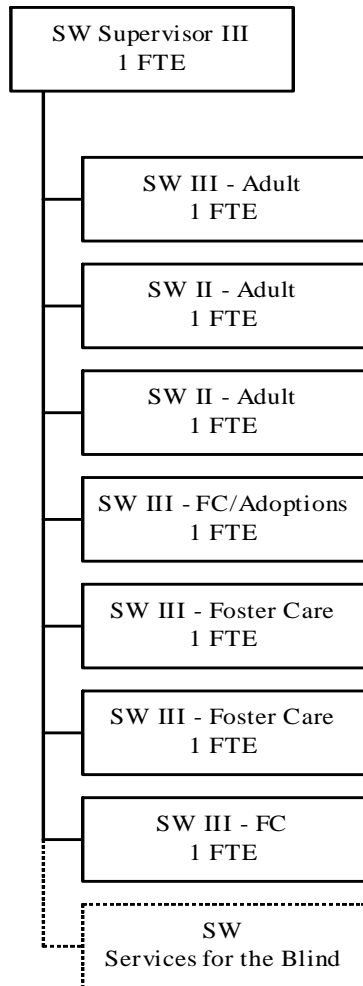 SW Supervisor III
1 FTE
SW III - Adult
1 FTE
SW II - Adult
1 FTE
SW II - Adult
1 FTE
SW III - FC/Adoptions
1 FTE
SW III - Foster Care
1 FTE
SW III - Foster Care
1 FTE
SW III - FC
1 FTE
SW
Services for the Blind